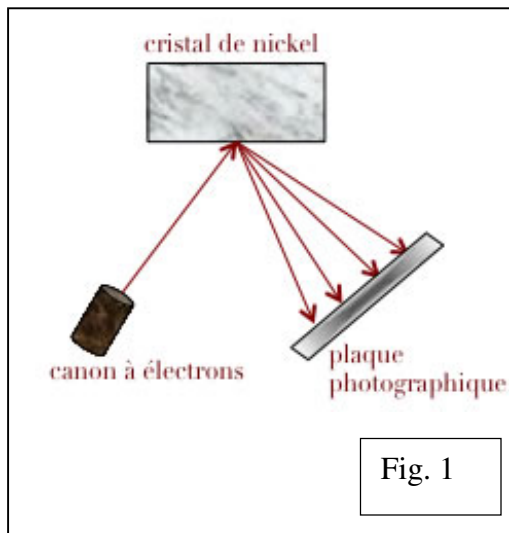 cristal de nickel
canon à électrons
plaque
photographique
Fig. 1